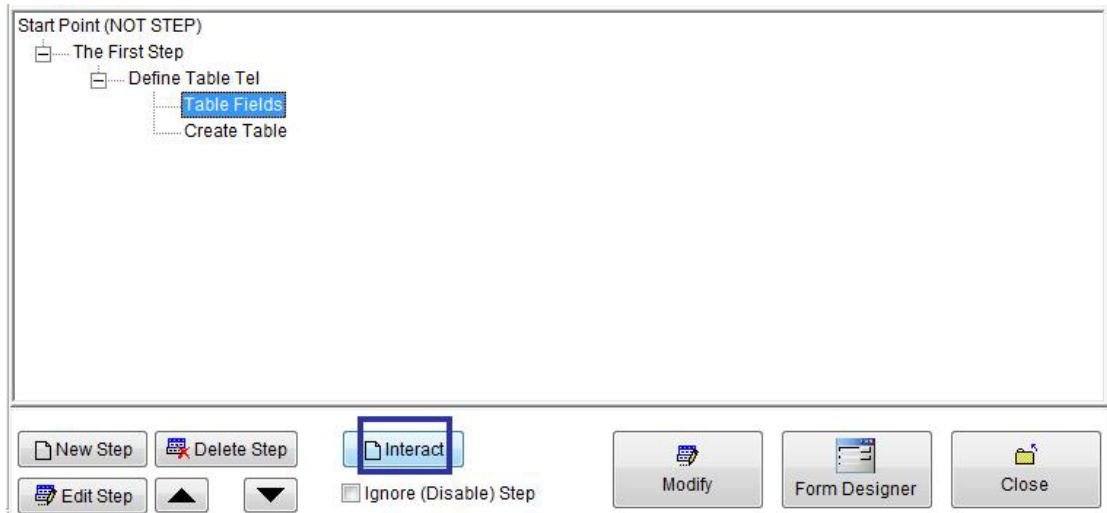 Start Point (NOT STEP)
The First Step
Define Table Tel
Table Fields
Create Table
New Step
Delete Step
Interact
Edit Step
Ignore (Disable) Step
Modify
Form Designer
Close